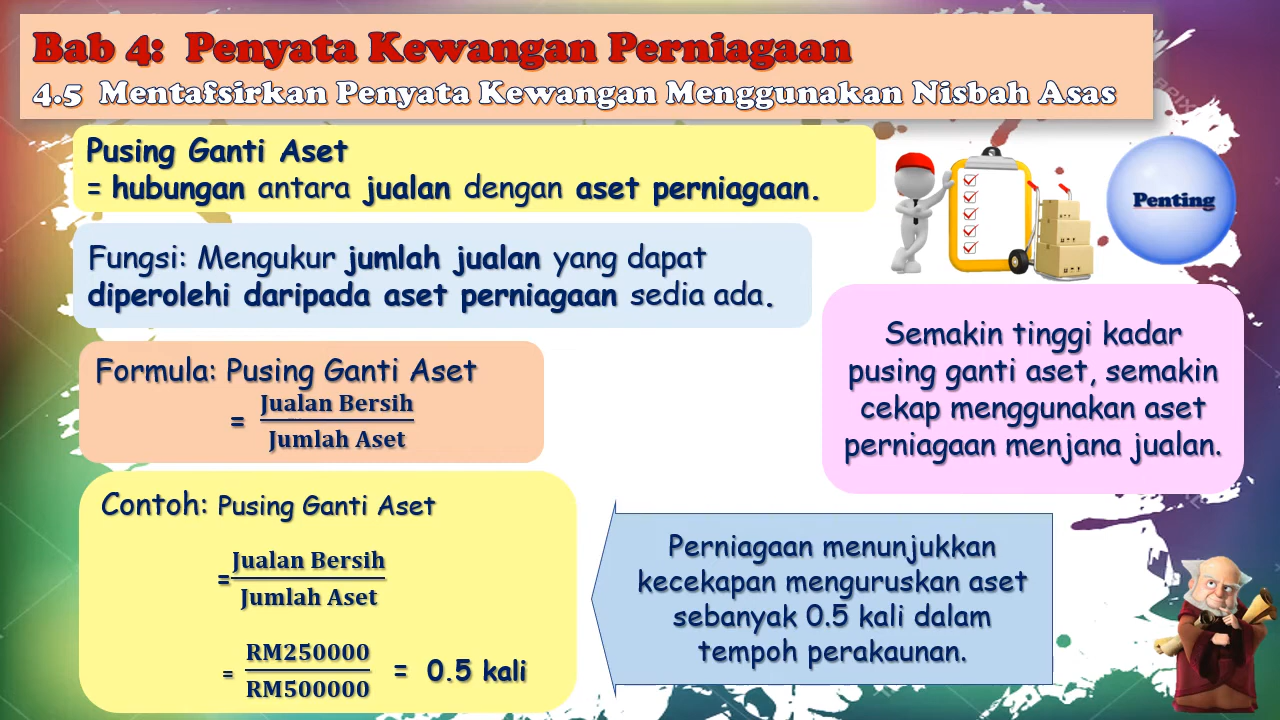 Bab 4: Penyata Kewangan Perniagaan
4.5 Mentafsirkan Penyata Kewangan Menggunakan Nisbah Asas
Pusing Ganti Aset
= hubungan antara jualan dengan aset perniagaan.
Penting
Fungsi: Mengukur jumlah jualan yang dapat
diperolehi daripada aset perniagaan sedia ada.
Semakin tinggi kadar
pusing ganti aset, semakin
cekap menggunakan aset
perniagaan menjana jualan.
Formula: Pusing Ganti Aset
= Jualan Bersih
Jumlah Aset
Contoh: Pusing Ganti Aset
= Jualan Bersih
Jumlah Aset
= RM250000
RM500000
= 0.5 kali
Perniagaan menunjukkan
kecekapan menguruskan aset
sebanyak 0.5 kali dalam
tempoh perakaunan.